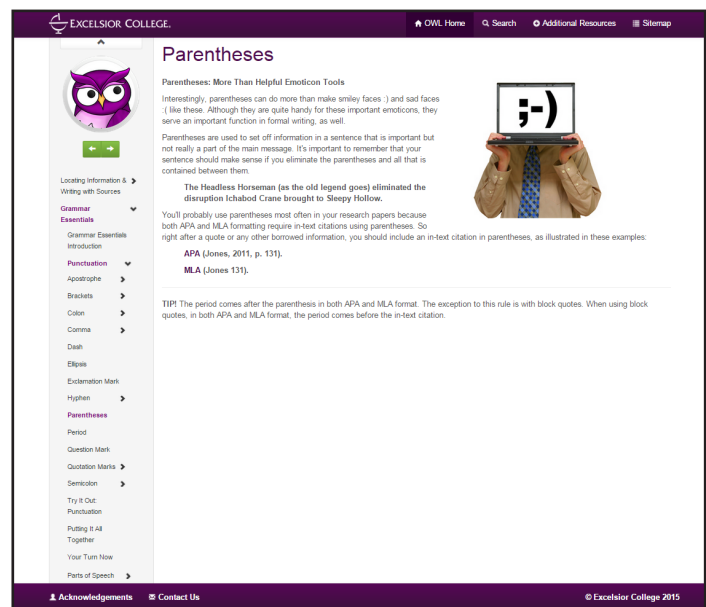 EXCELSIOR COLLEGE.
OWL Home
Search
Additional Resources
Sitemap
Locating Information &
Writing with Sources
Grammar
Essentials
Grammar Essentials
Introduction
Punctuation
Apostrophe
Brackets
Colon
Comma
Dash
Ellipsis
Exclamation Mark
Hyphen
Parentheses
Period
Question Mark
Quotation Marks
Semicolon
Try It Out:
Punctuation
Putting It All
Together
Your Turn Now
Parts of Speech
Parentheses
Parentheses: More Than Helpful Emoticon Tools
Interestingly, parentheses can do more than make smiley faces :) and sad faces
:( like these. Although they are quite handy for these important emoticons, they
serve an important function in formal writing, as well.
;-)
Parentheses are used to set off information in a sentence that is important but
not really a part of the main message. It's important to remember that your
sentence should make sense if you eliminate the parentheses and all that is
contained between them.
The Headless Horseman (as the old legend goes) eliminated the
disruption Ichabod Crane brought to Sleepy Hollow.
You'll probably use parentheses most often in your research papers because
both APA and MLA formatting require in-text citations using parentheses. So
right after a quote or any other borrowed information, you should include an in-text citation in parentheses, as illustrated in these examples:
APA (Jones, 2011, p. 131).
MLA (Jones 131).
TIP! The period comes after the parenthesis in both APA and MLA format. The exception to this rule is with block quotes. When using block
quotes, in both APA and MLA format, the period comes before the in-text citation.
Acknowledgements
Contact Us
© Excelsior College 2015